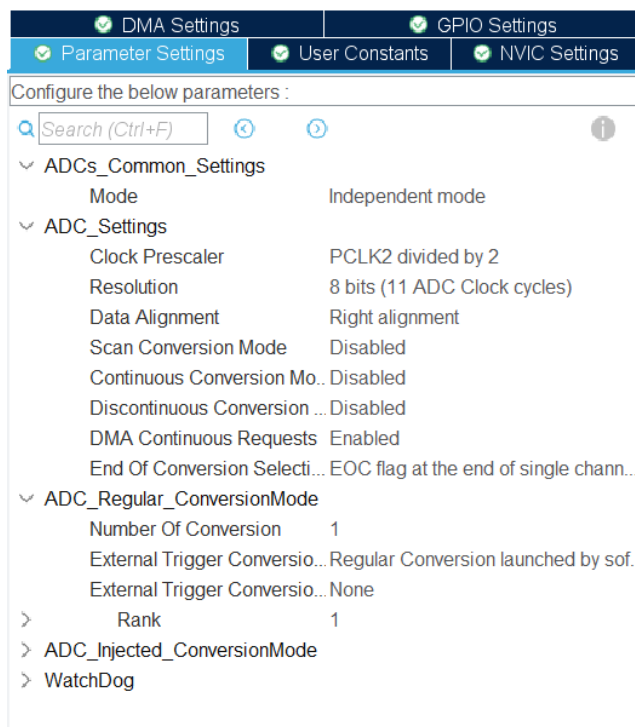 DMA Settings GPIO Settings
Parameter Settings User Constants NVIC Settings
Configure the below parameters :
Search (Ctrl+F)
ADCs_Common_Settings
Mode Independent mode
ADC_Settings
Clock Prescaler PCLK2 divided by 2
Resolution 8 bits (11 ADC Clock cycles)
Data Alignment Right alignment
Scan Conversion Mode Disabled
Continuous Conversion Mo.. Disabled
Discontinuous Conversion ... Disabled
DMA Continuous Requests Enabled
End Of Conversion Selecti... EOC flag at the end of single chann...
ADC_Regular_ConversionMode
Number Of Conversion 1
External Trigger Conversio... Regular Conversion launched by sof...
External Trigger Conversio... None
Rank 1
ADC_Injected_ConversionMode
WatchDog